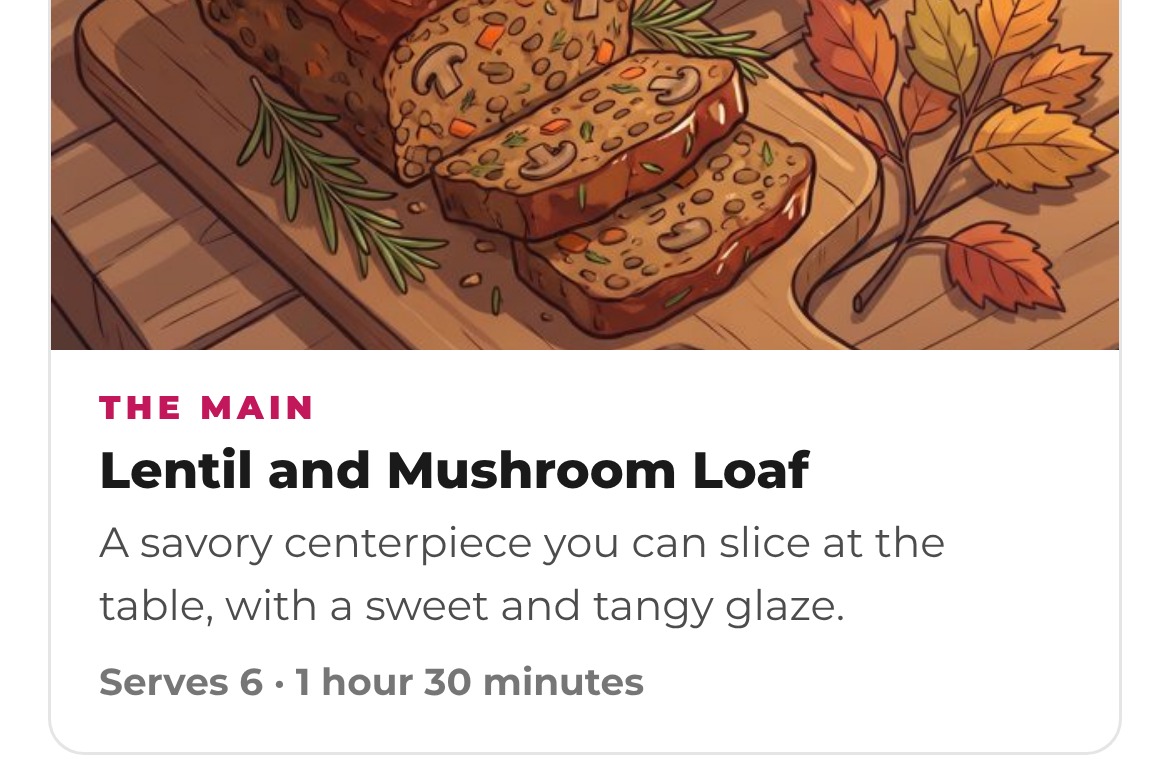 THE MAIN
Lentil and Mushroom Loaf
A savory centerpiece you can slice at the
table, with a sweet and tangy glaze.
Serves 6 · 1 hour 30 minutes